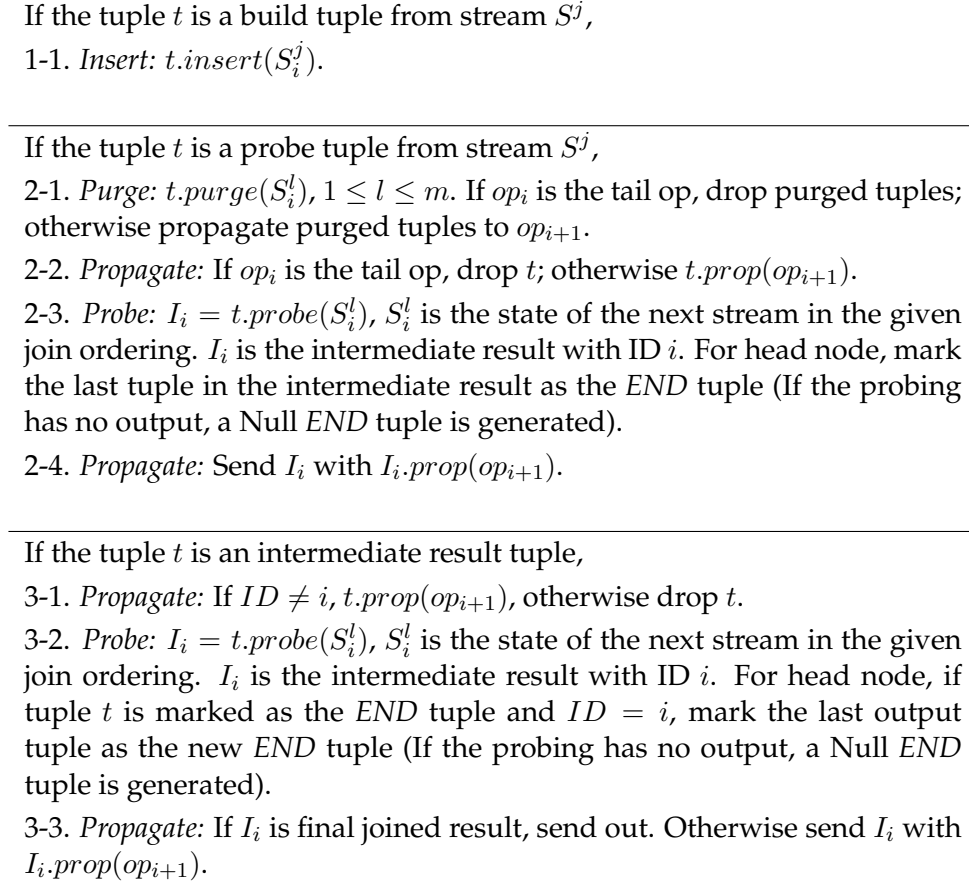 If the tuple t is a build tuple from stream S^j,
1-1. Insert: t.insert(S_i^j).
If the tuple t is a probe tuple from stream S^j,
2-1. Purge: t.purge(S_i^l), 1 ≤ l ≤ m. If op_i is the tail op, drop purged tuples;
otherwise propagate purged tuples to op_{i+1}.
2-2. Propagate: If op_i is the tail op, drop t; otherwise t.prop(op_{i+1}).
2-3. Probe: I_i = t.probe(S_i^l), S_i^l is the state of the next stream in the given
join ordering. I_i is the intermediate result with ID i. For head node, mark
the last tuple in the intermediate result as the END tuple (If the probing
has no output, a Null END tuple is generated).
2-4. Propagate: Send I_i with I_i.prop(op_{i+1}).
If the tuple t is an intermediate result tuple,
3-1. Propagate: If ID ≠ i, t.prop(op_{i+1}), otherwise drop t.
3-2. Probe: I_i = t.probe(S_i^l), S_i^l is the state of the next stream in the given
join ordering. I_i is the intermediate result with ID i. For head node, if
tuple t is marked as the END tuple and ID = i, mark the last output
tuple as the new END tuple (If the probing has no output, a Null END
tuple is generated).
3-3. Propagate: If I_i is final joined result, send out. Otherwise send I_i with
I_i.prop(op_{i+1}).